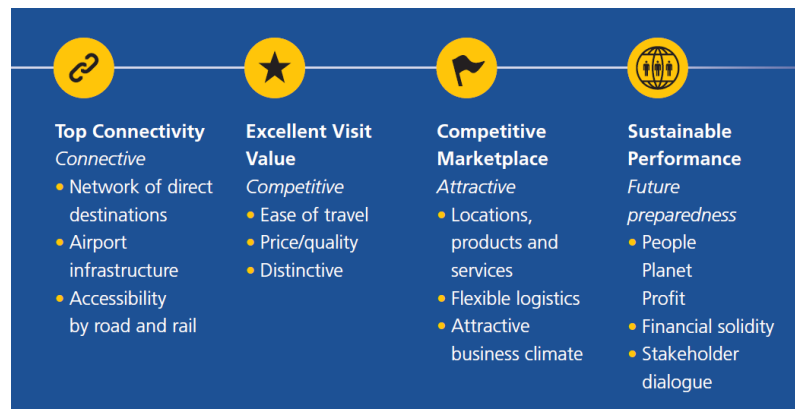 Top Connectivity
Connective
• Network of direct
destinations
• Airport
infrastructure
• Accessibility
by road and rail
Excellent Visit
Value
Competitive
• Ease of travel
• Price/quality
• Distinctive
Competitive
Marketplace
Attractive
• Locations,
products and
services
• Flexible logistics
• Attractive
business climate
Sustainable
Performance
Future
preparedness
• People
Planet
Profit
• Financial solidity
• Stakeholder
dialogue